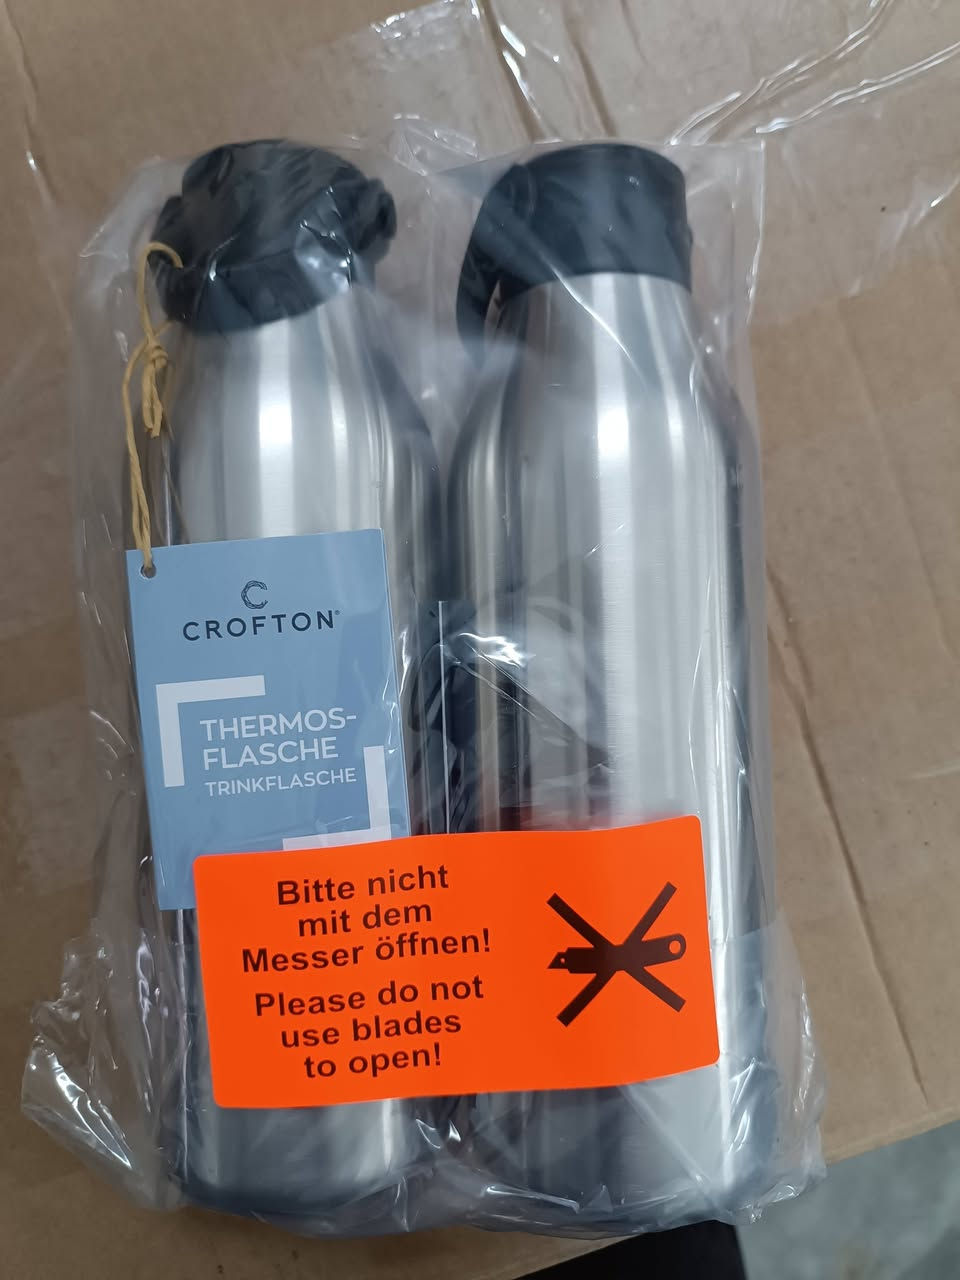 CROFTON®
THERMOS-
FLASCHE
TRINKFLASCHE
Bitte nicht
mit dem
Messer öffnen!
Please do not
use blades
to open!